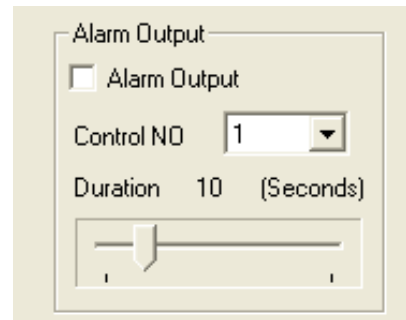 Alarm Output
Alarm Output
Control NO 1
Duration 10 (Seconds)